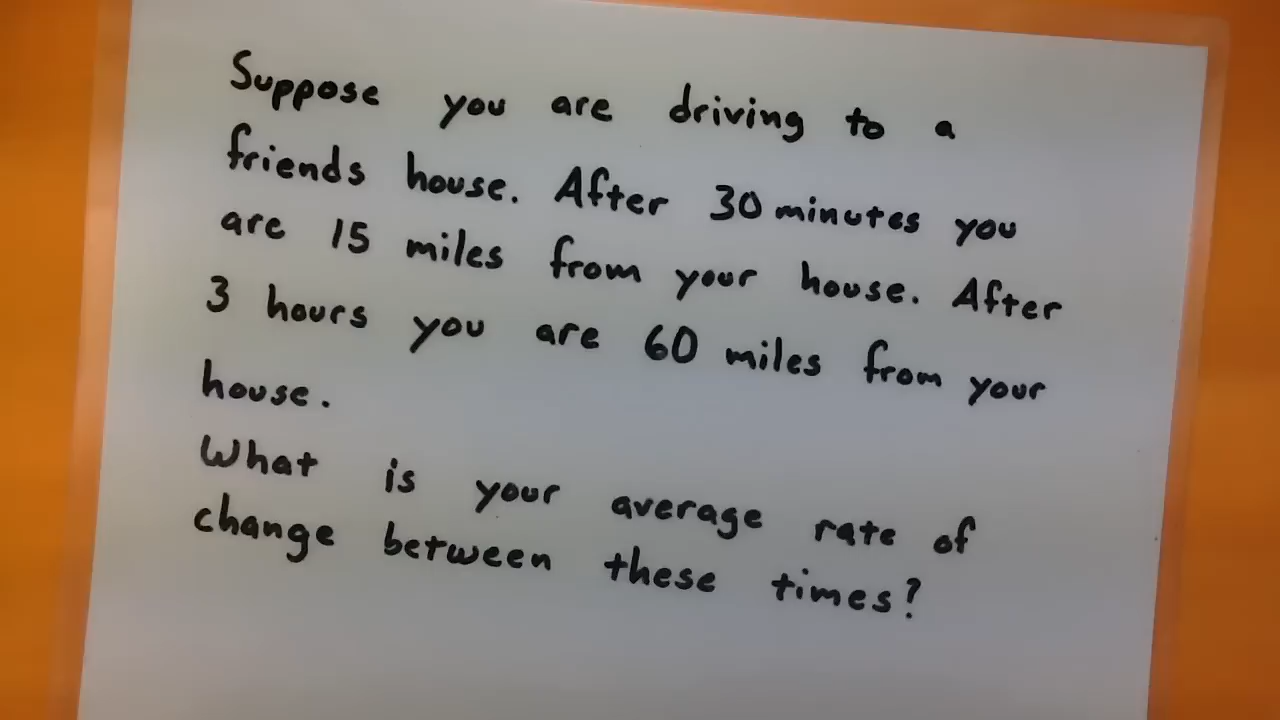 Suppose you are driving to a
friends house. After 30 minutes you
are 15 miles from your house. After
3 hours you are 60 miles from your
house.
What is your average rate of
change between these times?